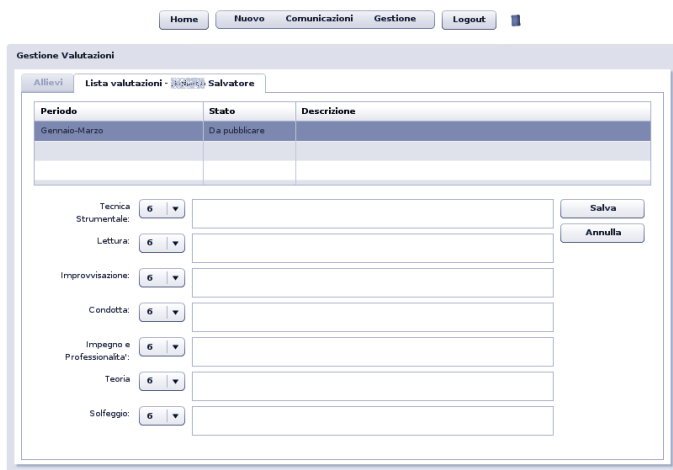 Home Nuovo Comunicazioni Gestione Logout
Gestione Valutazioni
Allievi Lista valutazioni - Salvatore
Periodo Stato Descrizione
Gennaio-Marzo Da pubblicare
Tecnica
Strumentale: 6 Salva
Annulla
Lettura: 6
Improvvisazione: 6
Condotta: 6
Impegno e
Professionalita': 6
Teoria 6
Solfeggio: 6